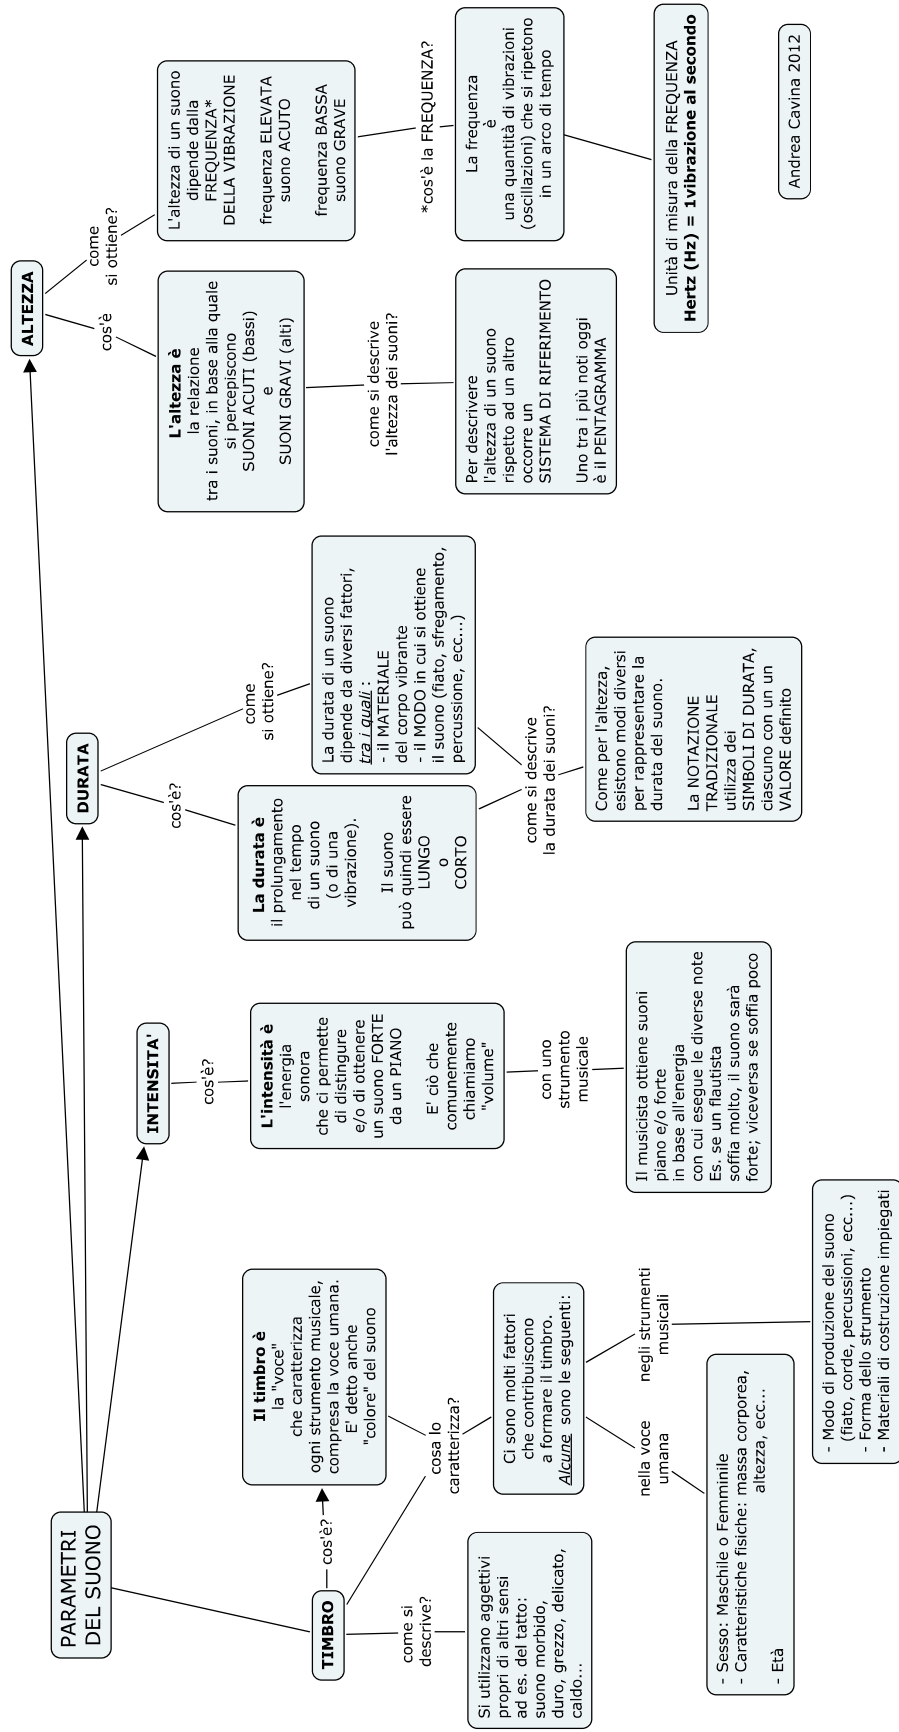 PARAMETRI
DEL SUONO
TIMBRO
cos'è?
Il timbro è
la "voce"
che caratterizza
ogni strumento musicale,
compresa la voce umana.
E' detto anche
"colore" del suono
come si
descrive?
Si utilizzano aggettivi
propri di altri sensi
ad es. del tatto:
suono morbido,
duro, grezzo, delicato,
caldo...
cosa lo
caratterizza?
Ci sono molti fattori
che contribuiscono
a formare il timbro.
Alcune sono le seguenti:
nella voce
umana
- Sesso: Maschile o Femminile
- Caratteristiche fisiche: massa corporea,
altezza, ecc...
- Età
negli strumenti
musicali
- Modo di produzione del suono
(fiato, corde, percussioni, ecc...)
- Forma dello strumento
- Materiali di costruzione impiegati
INTENSITA'
cos'è?
L'intensità è
l'energia
sonora
che ci permette
di distingure
e/o di ottenere
un suono FORTE
da un PIANO
E' ciò che
comunemente
chiamiamo
"volume"
con uno
strumento
musicale
Il musicista ottiene suoni
piano e/o forte
in base all'energia
con cui esegue le diverse note
Es. se un flautista
soffia molto, il suono sarà
forte; viceversa se soffia poco
DURATA
cos'è?
La durata è
il prolungamento
nel tempo
di un suono
(o di una
vibrazione).
Il suono
può quindi essere
LUNGO
o
CORTO
come
si ottiene?
La durata di un suono
dipende da diversi fattori,
tra i quali :
- il MATERIALE
del corpo vibrante
- il MODO in cui si ottiene
il suono (fiato, sfregamento,
percussione, ecc...)
come si descrive
la durata dei suoni?
Come per l'altezza,
esistono modi diversi
per rappresentare la
durata del suono.
La NOTAZIONE
TRADIZIONALE
utilizza dei
SIMBOLI DI DURATA,
ciascuno con un un
VALORE definito
ALTEZZA
cos'è
L'altezza è
la relazione
tra i suoni, in base alla quale
si percepiscono
SUONI ACUTI (bassi)
e
SUONI GRAVI (alti)
come si descrive
l'altezza dei suoni?
Per descrivere
l'altezza di un suono
rispetto ad un altro
occorre un
SISTEMA DI RIFERIMENTO
Uno tra i più noti oggi
è il PENTAGRAMMA
come
si ottiene?
L'altezza di un suono
dipende dalla
FREQUENZA*
DELLA VIBRAZIONE
frequenza ELEVATA
suono ACUTO
frequenza BASSA
suono GRAVE
*cos'è la FREQUENZA?
La frequenza
è
una quantità di vibrazioni
(oscillazioni) che si ripetono
in un arco di tempo
Unità di misura della FREQUENZA
Hertz (Hz) = 1vibrazione al secondo
Andrea Cavina 2012